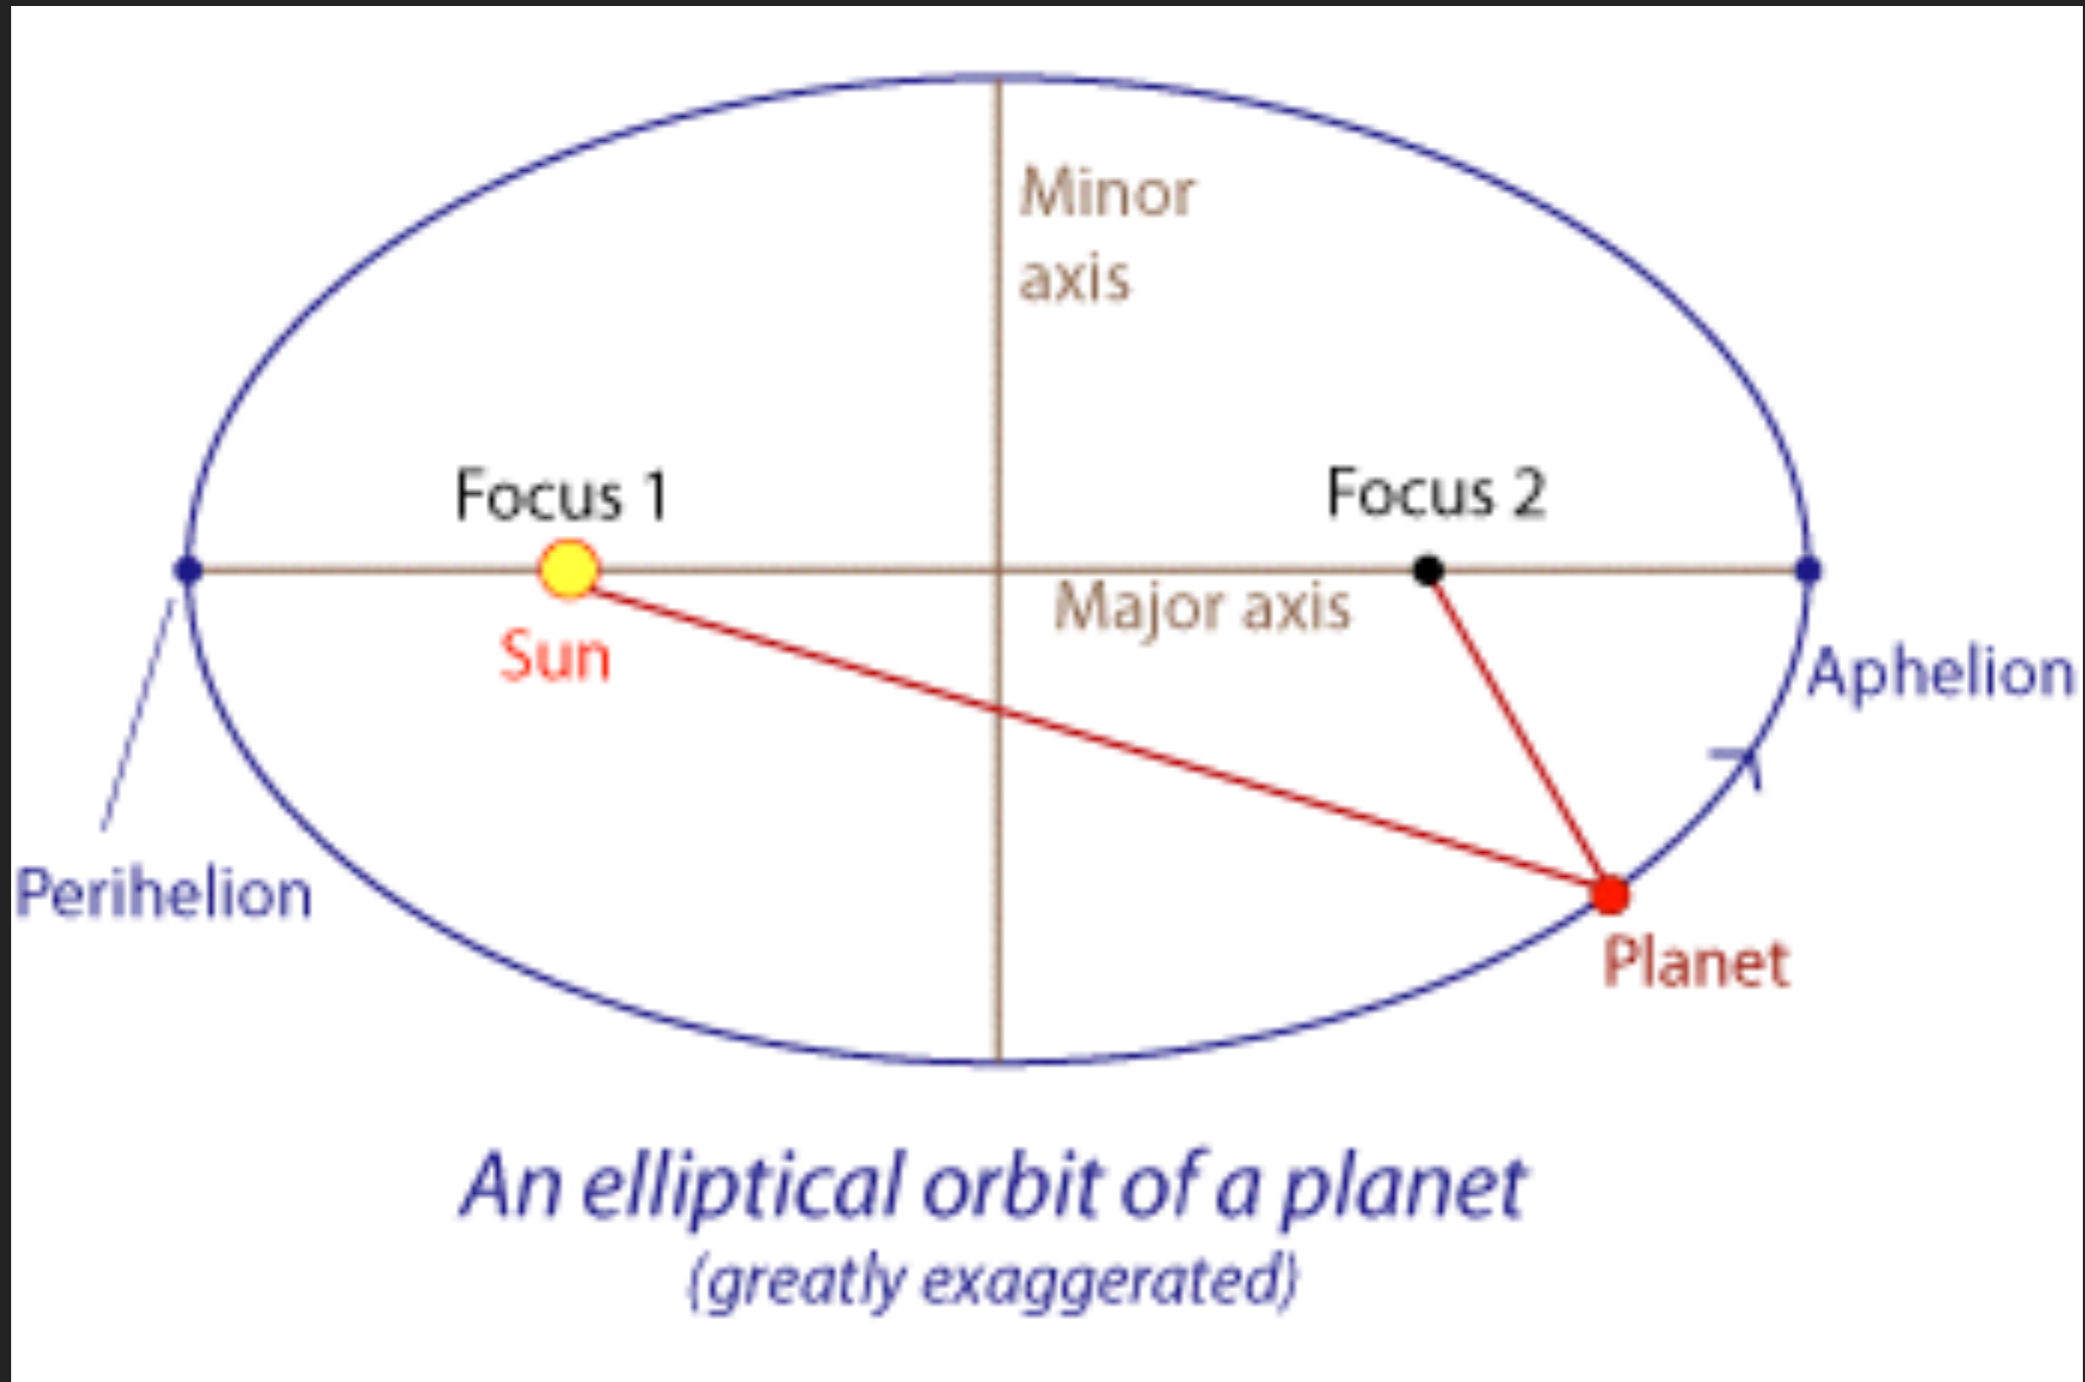 Minor
axis
Focus 1
Focus 2
Major axis
Sun
Aphelion
Perihelion
Planet
An elliptical orbit of a planet
(greatly exaggerated)